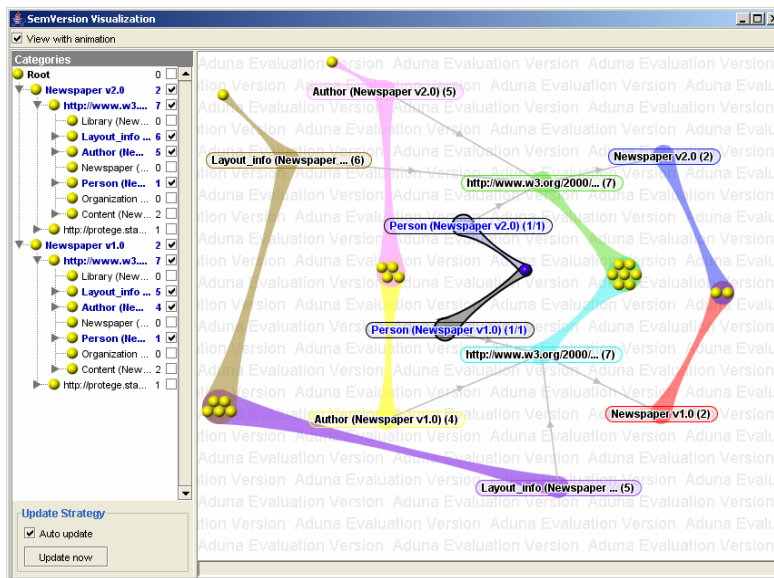 SemVersion Visualization
View with animation
Categories
Root 0
Newspaper v2.0 2
http://www.w3.... 7
Library (New... 0
Layout_info ... 6
Author (Ne... 5
Newspaper (... 0
Person (Ne... 1
Organization ... 0
Content (New... 2
http://protege.sta... 1
Newspaper v1.0 2
http://www.w3.... 7
Library (New... 0
Layout_info ... 5
Author (Ne... 4
Newspaper (... 0
Person (Ne... 1
Organization ... 0
Content (New... 2
http://protege.sta... 1
Update Strategy
Auto update
Update now
Author (Newspaper v2.0) (5)
Layout_info (Newspaper ... (6)
Newspaper v2.0 (2)
http://www.w3.org/2000/... (7)
Person (Newspaper v2.0) (1/1)
Person (Newspaper v1.0) (1/1)
http://www.w3.org/2000/... (7)
Author (Newspaper v1.0) (4)
Newspaper v1.0 (2)
Layout_info (Newspaper ... (5)
Aduna Evaluation Version